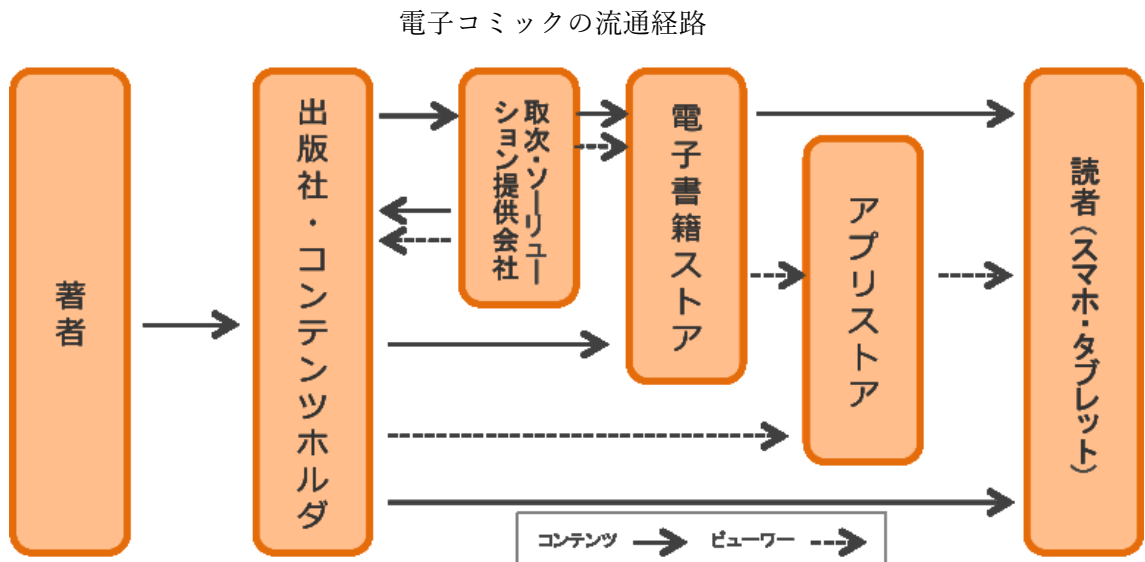 電子コミックの流通経路
著者
出版社・コンテンツホルダ
取次・ソーリュー
ション提供会社
電子書籍ストア
アプリストア
読者(スマホ・タブレット)
コンテンツ
ビューワー